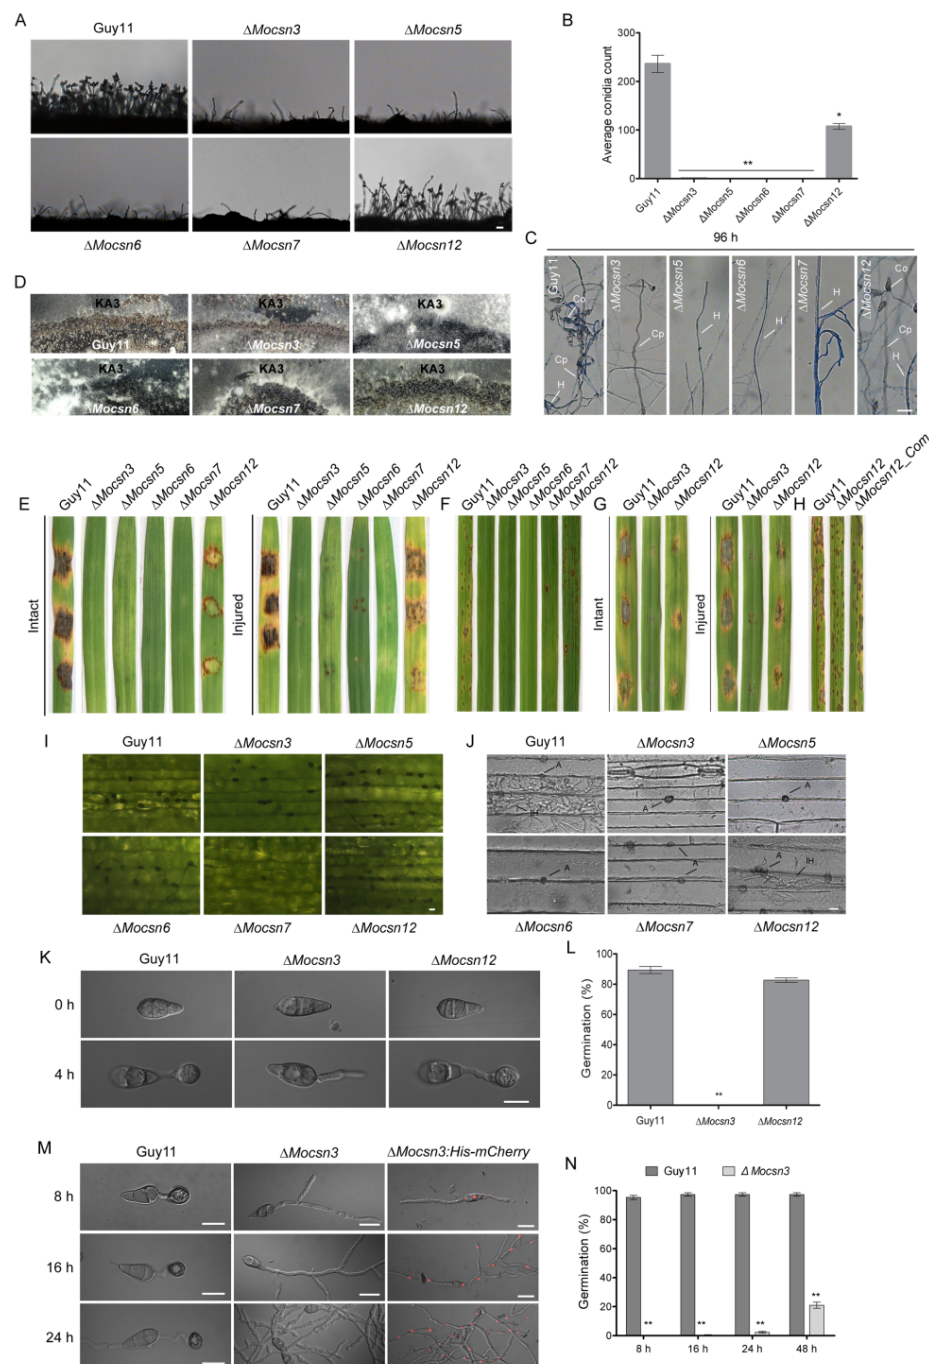 A
Guy11
ΔMocsn3
ΔMocsn5
ΔMocsn6
ΔMocsn7
ΔMocsn12
B
300
200
100
0
Average conidia count
**
*
Guy11
ΔMocsn3
ΔMocsn5
ΔMocsn6
ΔMocsn7
ΔMocsn12
C
96 h
Guy11
ΔMocsn3
ΔMocsn5
ΔMocsn6
ΔMocsn7
ΔMocsn12
Co
Cp
H
Cp
H
H
H
Co
Cp
H
D
KA3
Guy11
KA3
ΔMocsn3
KA3
ΔMocsn5
KA3
ΔMocsn6
KA3
ΔMocsn7
KA3
ΔMocsn12
E
Guy11
ΔMocsn3
ΔMocsn5
ΔMocsn6
ΔMocsn7
ΔMocsn12
Intact
Guy11
ΔMocsn3
ΔMocsn5
ΔMocsn6
ΔMocsn7
ΔMocsn12
Injured
F
Guy11
ΔMocsn3
ΔMocsn5
ΔMocsn6
ΔMocsn7
ΔMocsn12
G
Guy11
ΔMocsn3
ΔMocsn12
Intant
Guy11
ΔMocsn3
ΔMocsn12
Injured
H
Guy11
ΔMocsn12
ΔMocsn12_Com
I
Guy11
ΔMocsn3
ΔMocsn5
ΔMocsn6
ΔMocsn7
ΔMocsn12
J
Guy11
ΔMocsn3
ΔMocsn5
A
IH
A
A
A
A
A
IH
ΔMocsn6
ΔMocsn7
ΔMocsn12
K
Guy11
ΔMocsn3
ΔMocsn12
0 h
4 h
L
100
80
60
40
20
0
Germination (%)
**
Guy11
ΔMocsn3
ΔMocsn12
M
Guy11
ΔMocsn3
ΔMocsn3:His-mCherry
8 h
16 h
24 h
N
Guy11
Δ Mocsn3
100
80
60
40
20
0
Germination (%)
**
**
**
**
8 h
16 h
24 h
48 h